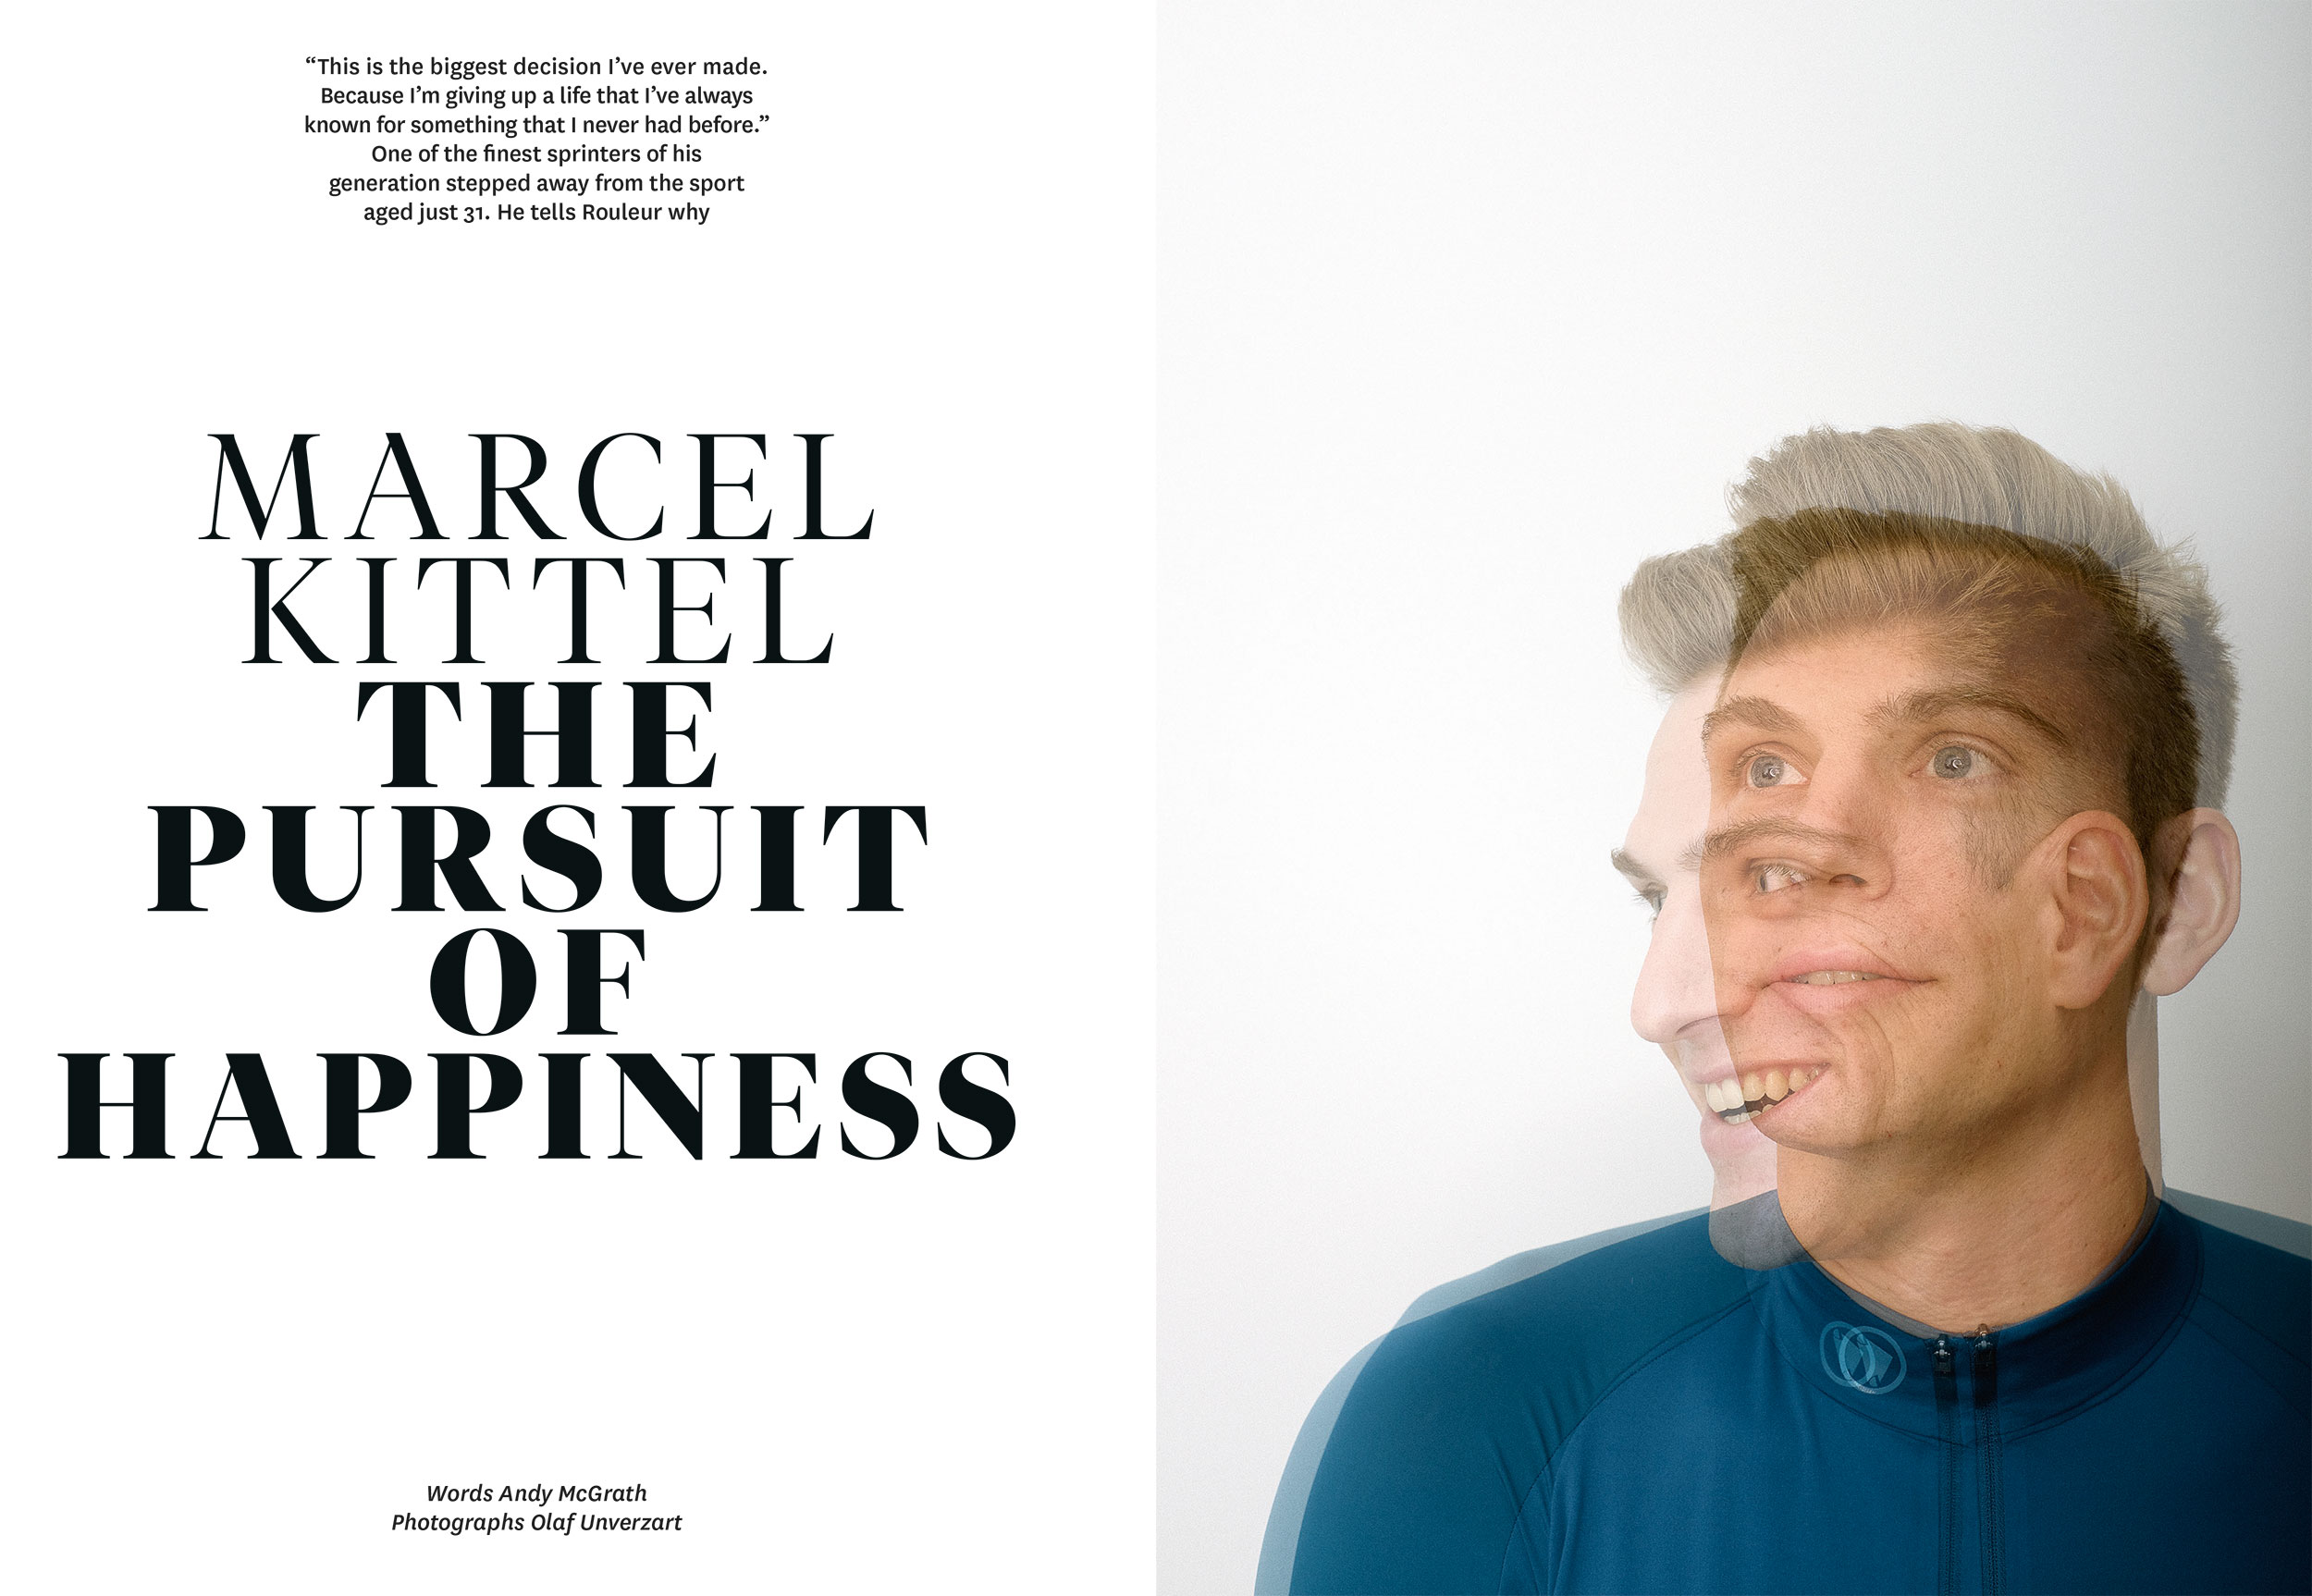 “This is the biggest decision I’ve ever made.
Because I’m giving up a life that I’ve always
known for something that I never had before.”
One of the finest sprinters of his
generation stepped away from the sport
aged just 31. He tells Rouleur why
MARCEL
KITTEL
THE
PURSUIT
OF
HAPPINESS
Words Andy McGrath
Photographs Olaf Unverzart